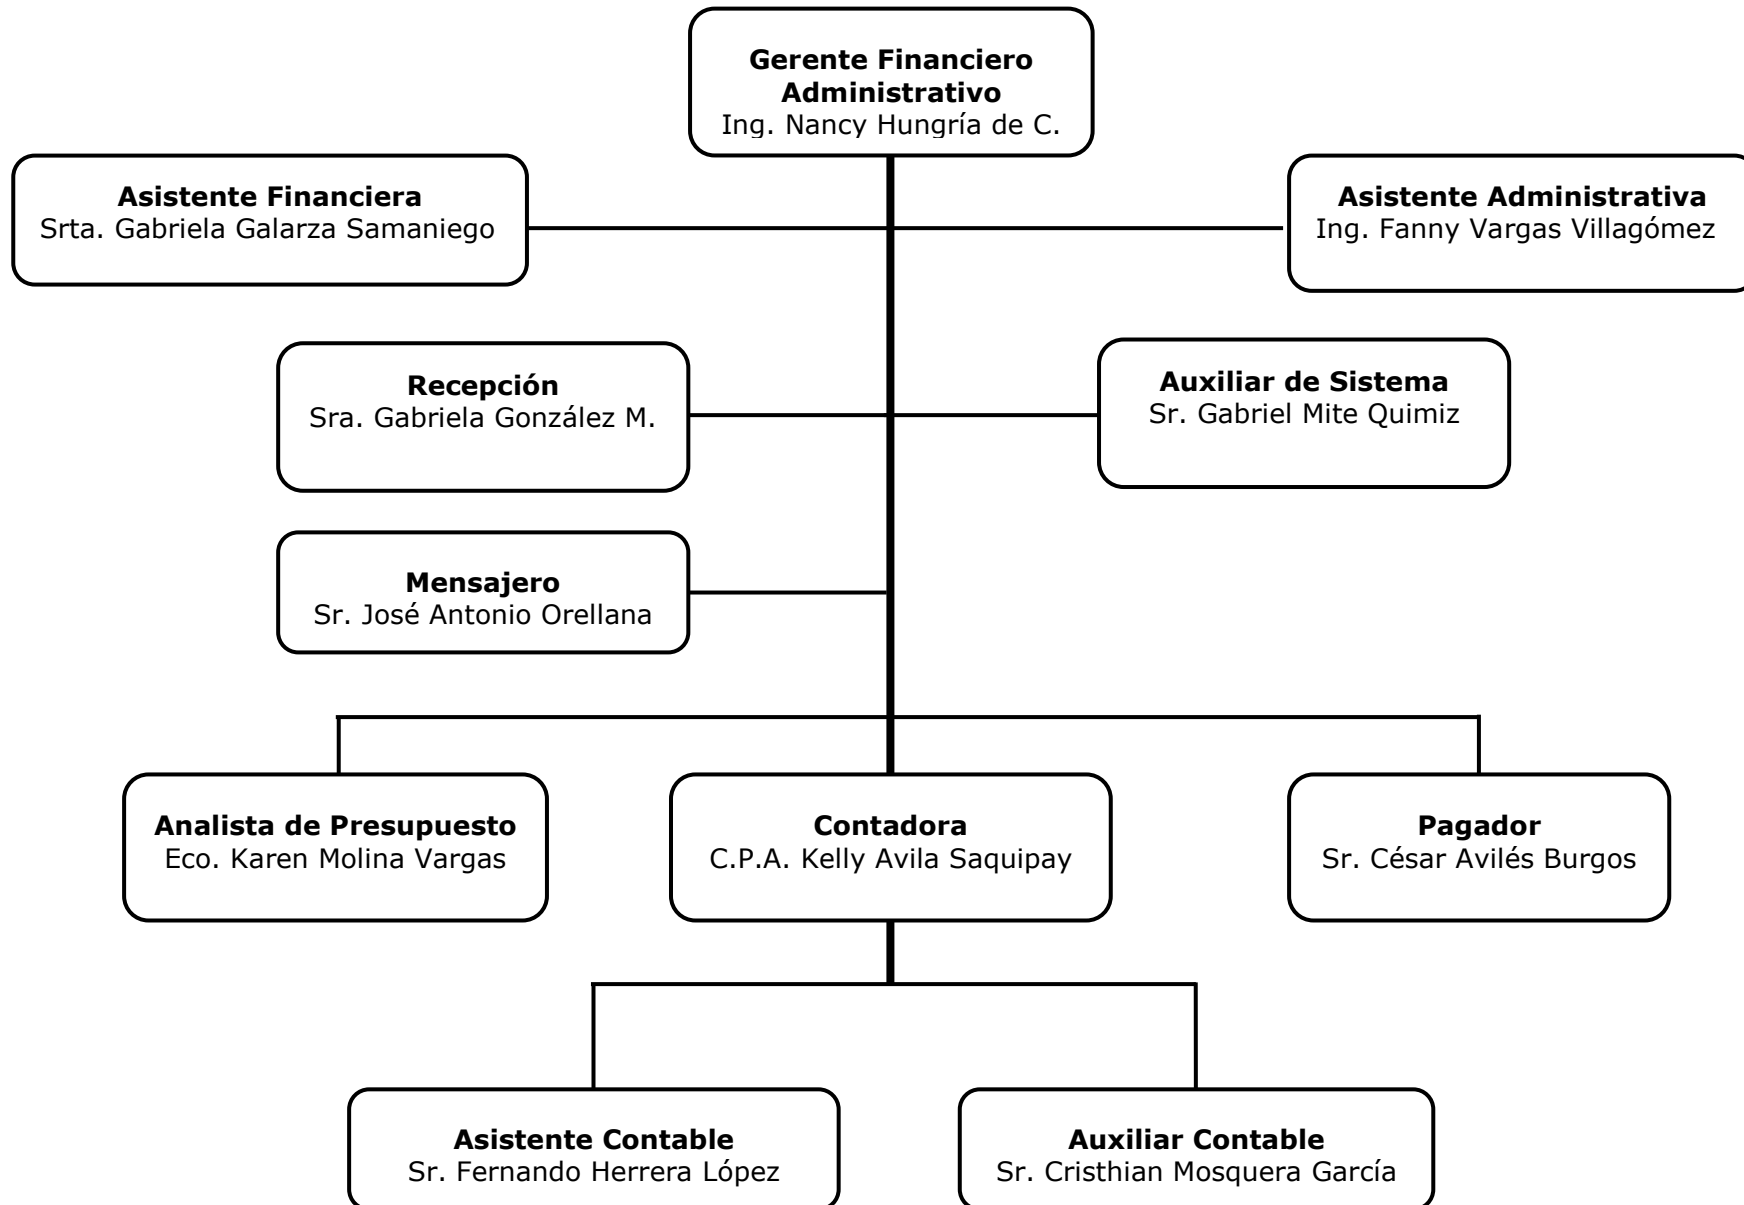 Gerente Financiero
Administrativo
Ing. Nancy Hungría de C.
Asistente Financiera
Srta. Gabriela Galarza Samaniego
Asistente Administrativa
Ing. Fanny Vargas Villagómez
Recepción
Sra. Gabriela González M.
Auxiliar de Sistema
Sr. Gabriel Mite Quimiz
Mensajero
Sr. José Antonio Orellana
Analista de Presupuesto
Eco. Karen Molina Vargas
Contadora
C.P.A. Kelly Avila Saquipay
Pagador
Sr. César Avilés Burgos
Asistente Contable
Sr. Fernando Herrera López
Auxiliar Contable
Sr. Cristhian Mosquera García